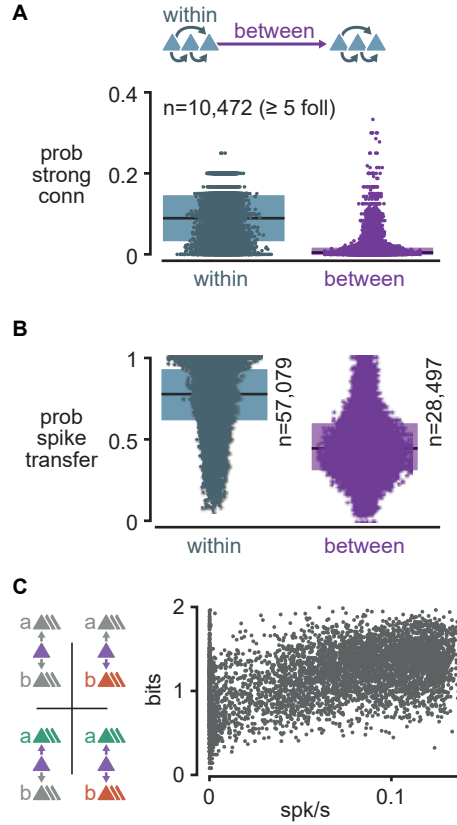 A
within
between
0.4
n=10,472 (≥ 5 foll)
prob
strong
conn
0.2
0
within
between
B
1
prob
spike
transfer
0.5
0
n=57,079
n=28,497
within
between
C
a
a
b
b
a
a
b
b
2
bits
1
0
0
0.1
spk/s